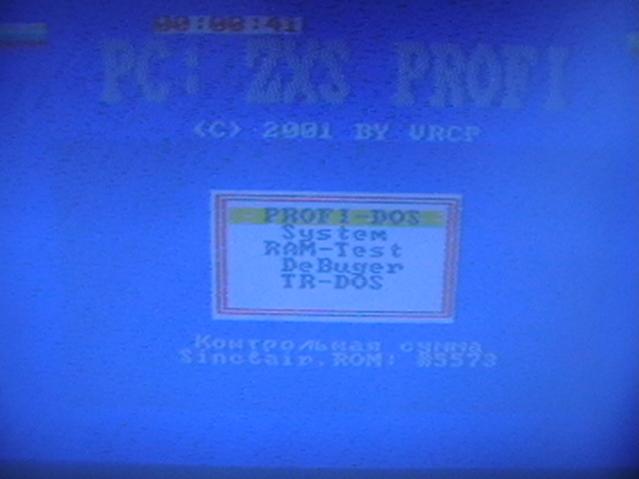 00:00:41
PC: ZXS PROFI
<C> 2001 BY VRCP
PROFI-DOS
System
RAM-Test
DeBuger
TR-DOS
Контрольная сумма
Sinclair.ROM: #5573